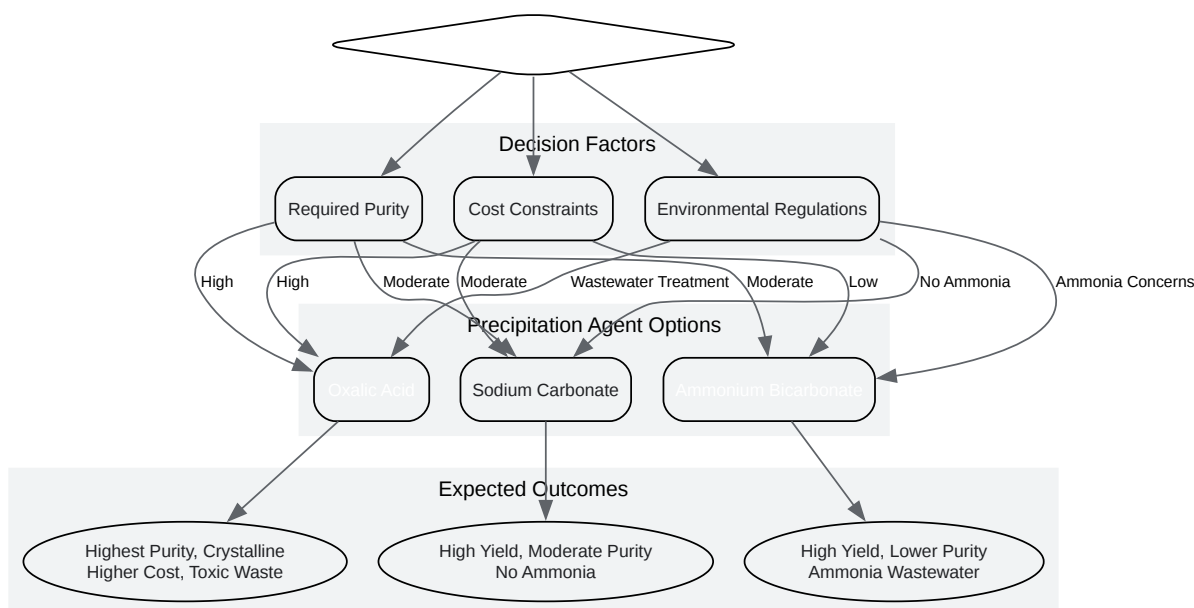 Decision Factors
Required Purity
Cost Constraints
Environmental Regulations
High
High
Moderate
Moderate
Wastewater Treatment
Moderate
Low
No Ammonia
Ammonia Concerns
Precipitation Agent Options
Oxalic Acid
Sodium Carbonate
Ammonium Bicarbonate
Expected Outcomes
Highest Purity, Crystalline
Higher Cost, Toxic Waste
High Yield, Moderate Purity
No Ammonia
High Yield, Lower Purity
Ammonia Wastewater